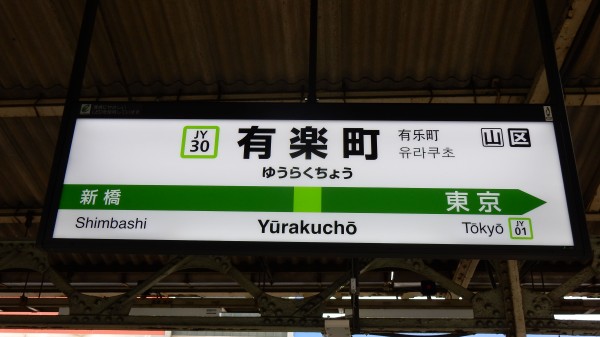 JY
30
有楽町
有乐町
유라쿠초
山 区
ゆうらくちょう
新橋
東京
Shimbashi
Yūrakuchō
Tōkyō
JY
01